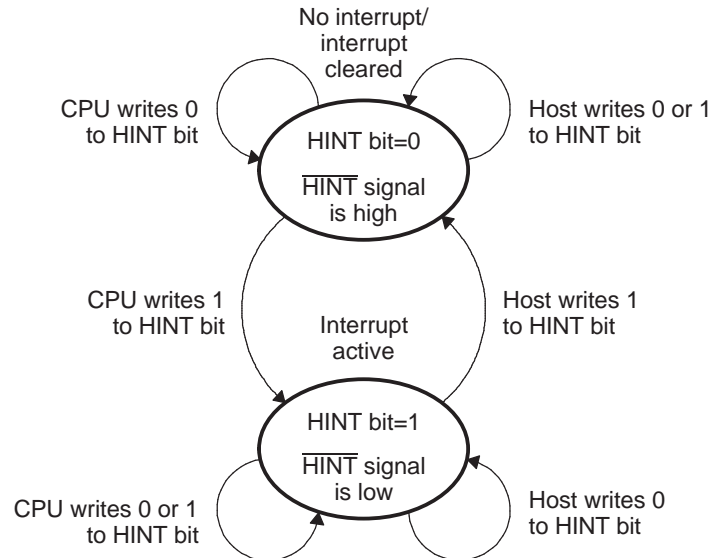 No interrupt/
interrupt
cleared
CPU writes 0
to HINT bit
Host writes 0 or 1
to HINT bit
HINT bit=0
HINT signal
is high
CPU writes 1
to HINT bit
Interrupt
active
Host writes 1
to HINT bit
HINT bit=1
HINT signal
is low
CPU writes 0 or 1
to HINT bit
Host writes 0
to HINT bit